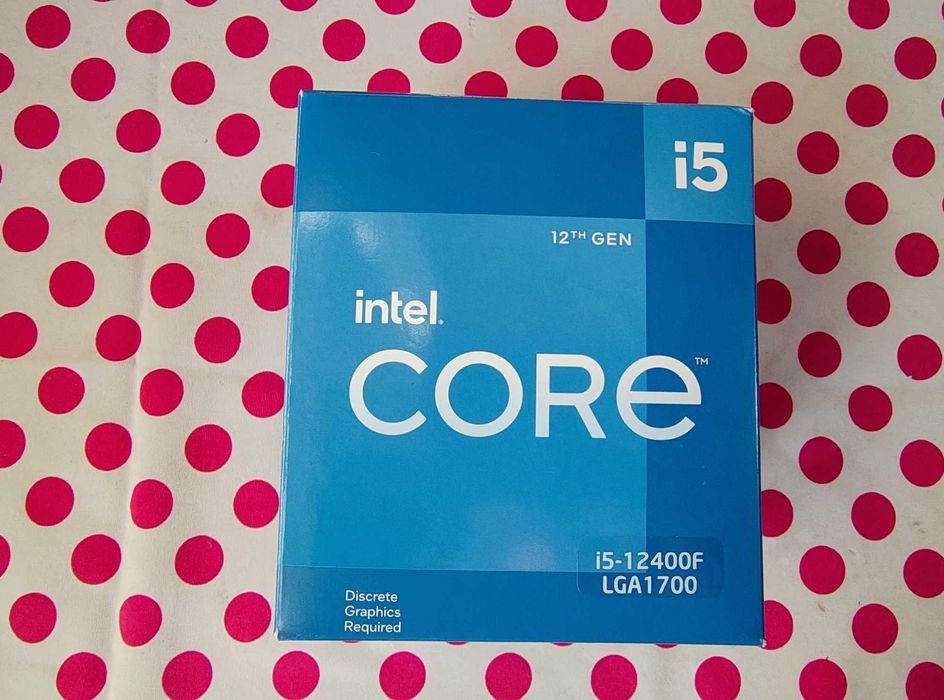 i5
12TH GEN
intel.
CORE™
i5-12400F
LGA1700
Discrete
Graphics
Required